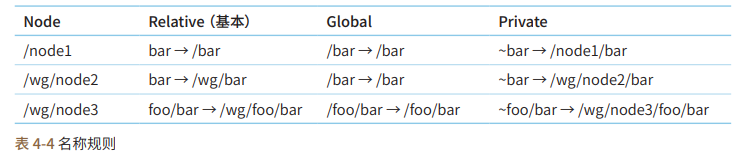 Node Relative（基本） Global Private
/node1 bar → /bar /bar → /bar ~bar → /node1/bar
/wg/node2 bar → /wg/bar /bar → /bar ~bar → /wg/node2/bar
/wg/node3 foo/bar → /wg/foo/bar /foo/bar → /foo/bar ~foo/bar → /wg/node3/foo/bar
表 4-4 名称规则